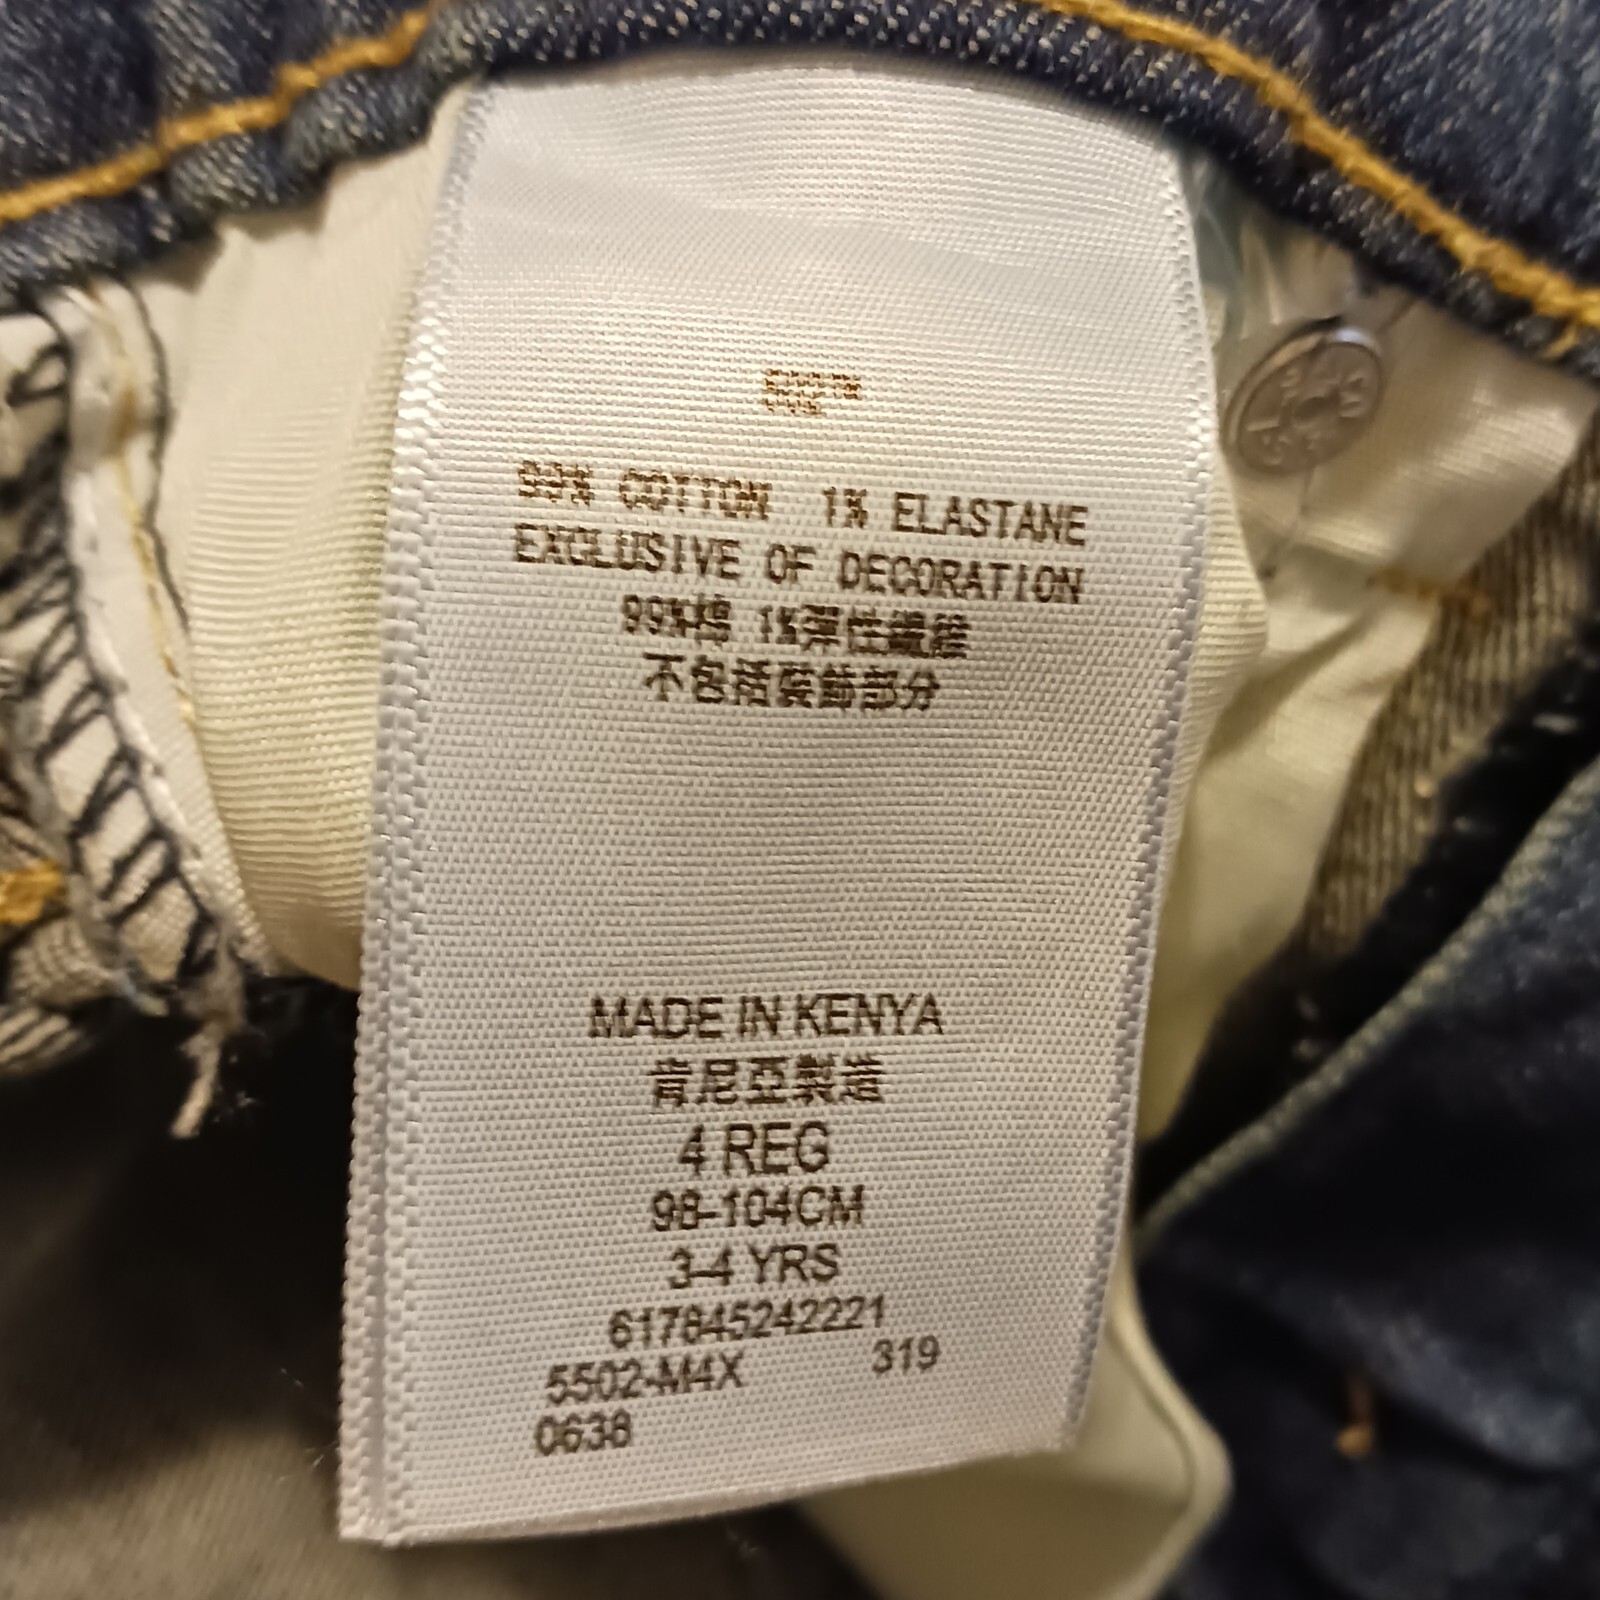 99% COTTON 1% ELASTANE
EXCLUSIVE OF DECORATION
99%棉 1%彈性纖維
不包括裝飾部分
MADE IN KENYA
肯尼亞製造
4 REG
98-104CM
3-4 YRS
617845242221
5502-M4X 319
0638